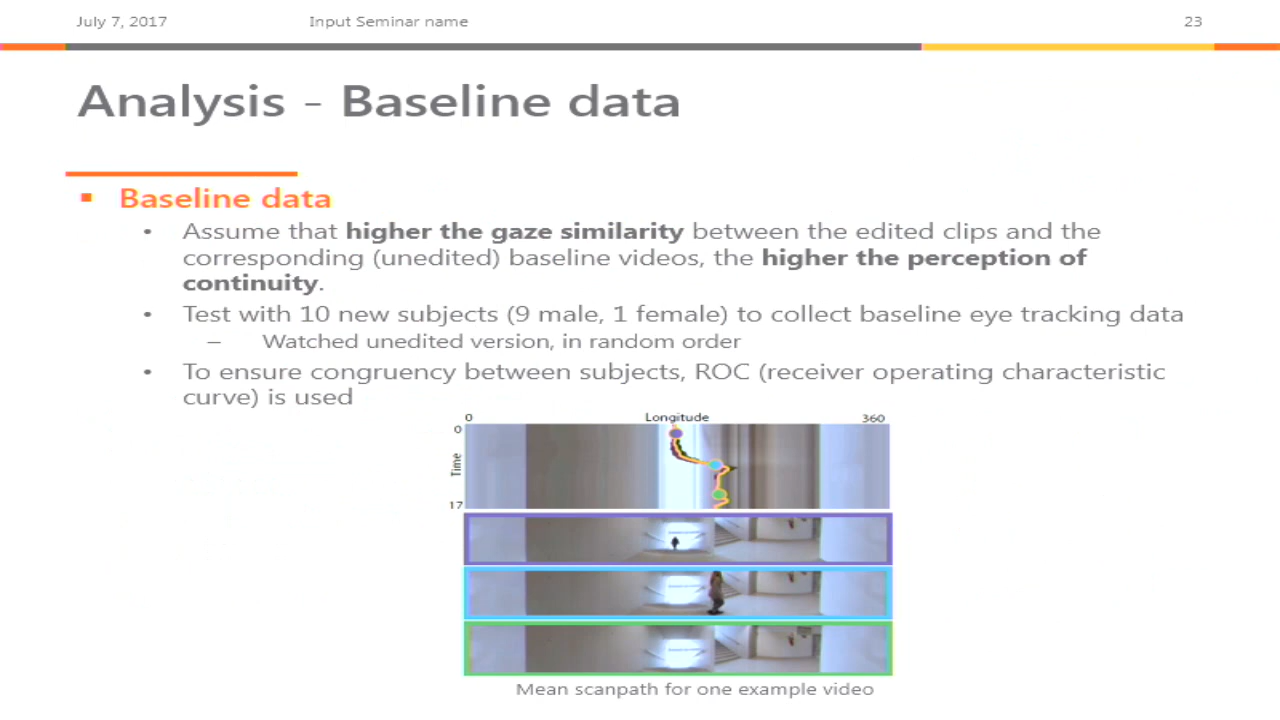 July 7, 2017 Input Seminar name 23
Analysis - Baseline data
▪ Baseline data
• Assume that higher the gaze similarity between the edited clips and the
corresponding (unedited) baseline videos, the higher the perception of
continuity.
• Test with 10 new subjects (9 male, 1 female) to collect baseline eye tracking data
– Watched unedited version, in random order
• To ensure congruency between subjects, ROC (receiver operating characteristic
curve) is used
0 Longitude 360
0
Time
17
Mean scanpath for one example video